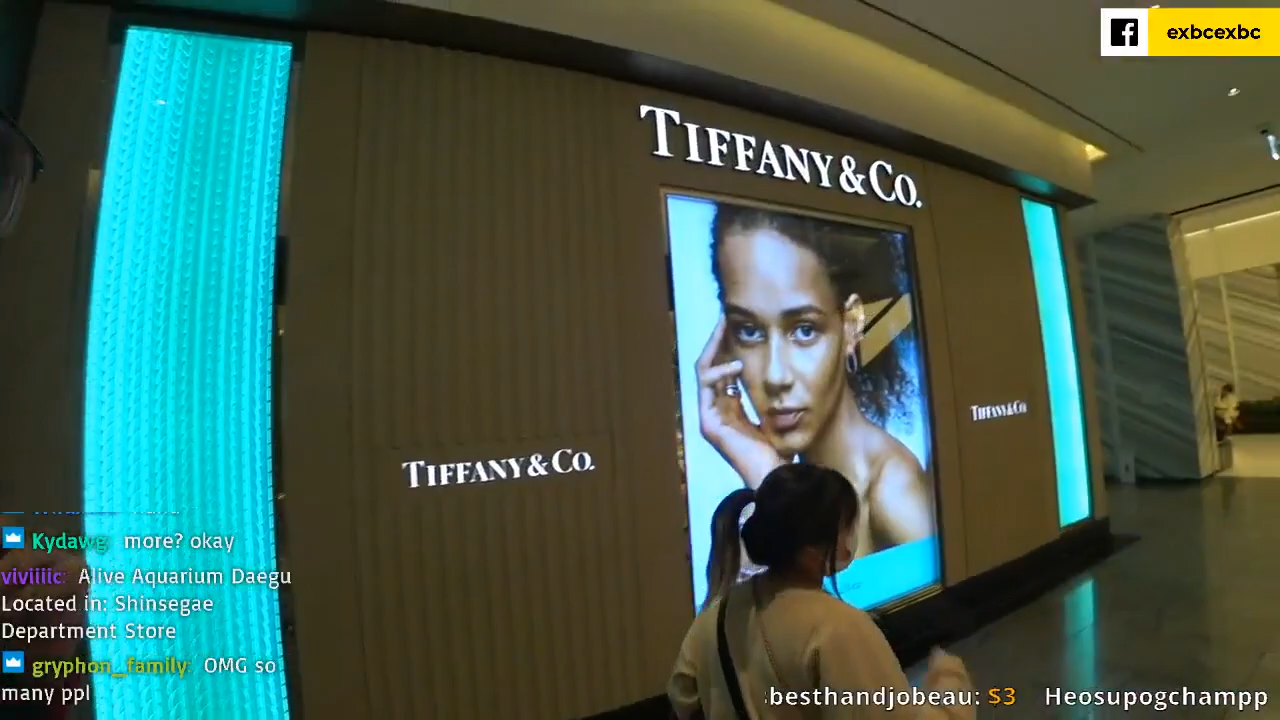 exbcexbc
TIFFANY & CO.
TIFFANY & CO.
TIFFANY & CO.
Kydawg: more? okay
viviiiic: Alive Aquarium Daegu
Located in: Shinsegae
Department Store
gryphon_family: OMG so
many ppl
besthandjobeau: $3 Heosupogchampp